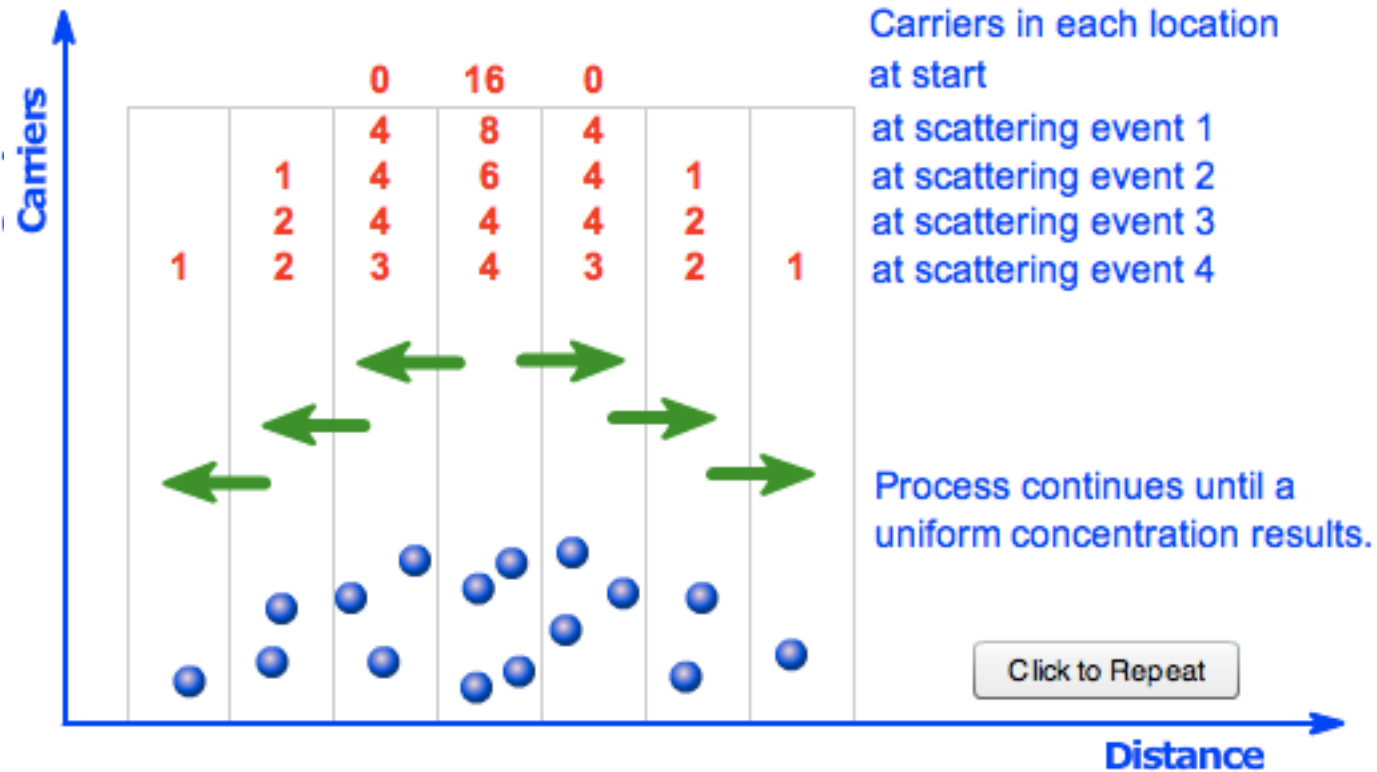 Carriers in each location
0 16 0 at start
4 8 4 at scattering event 1
1 4 6 4 1 at scattering event 2
2 4 4 4 2 at scattering event 3
1 2 3 4 3 2 1 at scattering event 4
Carriers
Process continues until a
uniform concentration results.
Click to Repeat
Distance